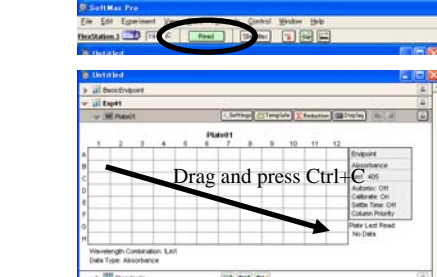 SoftMax Pro
File Edit Experiment Control Window Help
FlexStation 3 Read
Untitled
Untitled
BasicEndpoint
Expt1
Plate01 Settings Template Reduction Display
Plate01
1 2 3 4 5 6 7 8 9 10 11 12
A
B
C
D
E
F
G
H
Endpoint
Absorbance
405
Automix: Off
Calibrate: On
Settle Time: Off
Column Priority
Plate Last Read:
No Data
Drag and press Ctrl+C
Wavelength Combination: !Lm1
Data Type: Absorbance